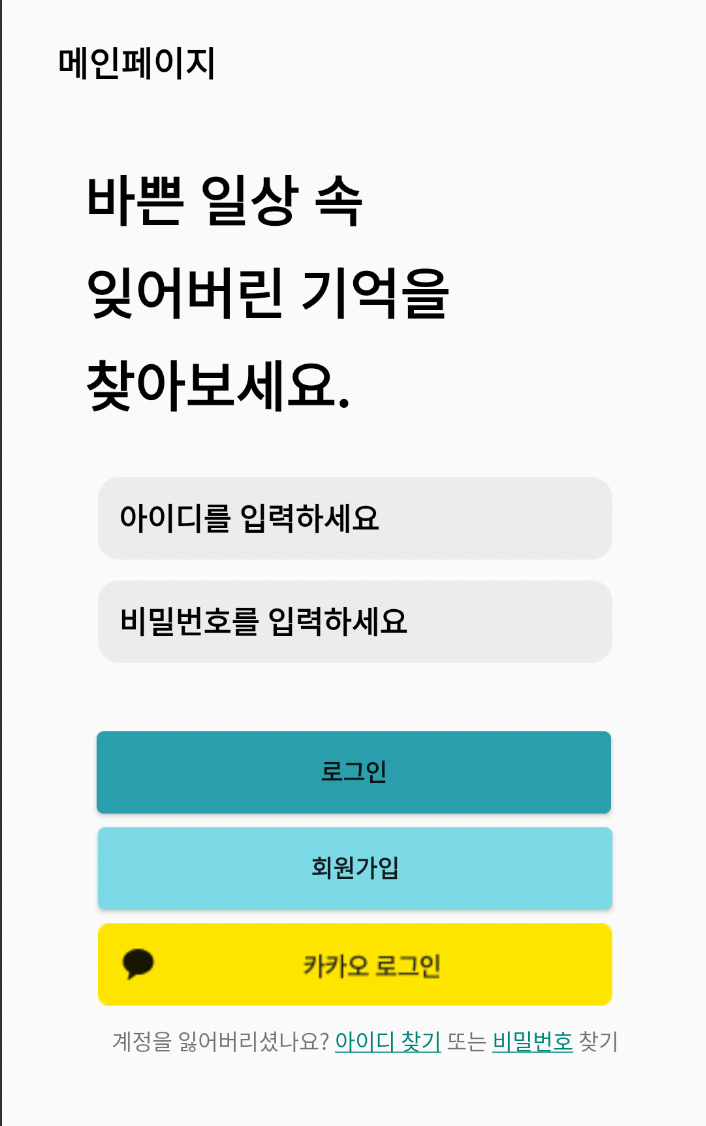 메인페이지
바쁜 일상 속
잊어버린 기억을
찾아보세요.
아이디를 입력하세요
비밀번호를 입력하세요
로그인
회원가입
카카오 로그인
계정을 잃어버리셨나요? 아이디 찾기 또는 비밀번호 찾기